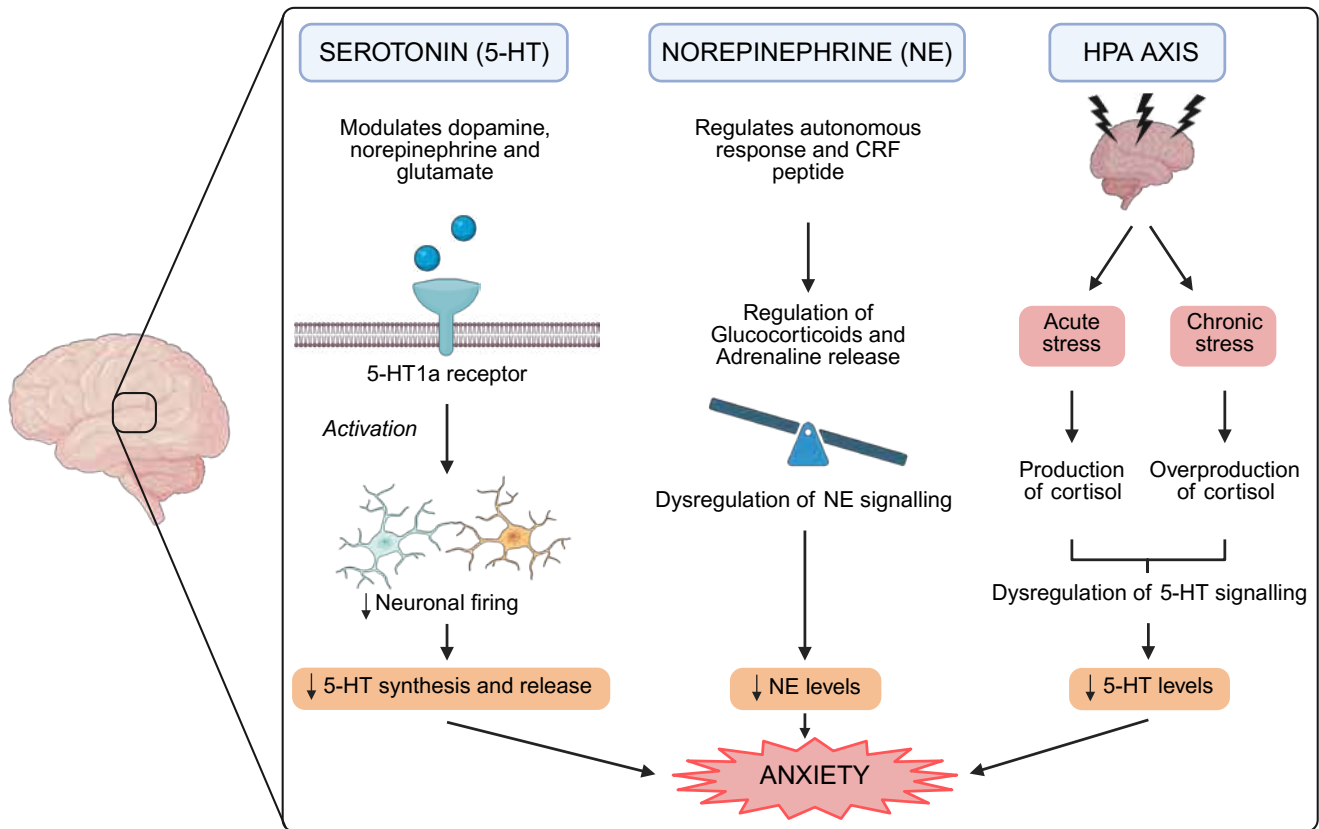 SEROTONIN (5-HT)
Modulates dopamine,
norepinephrine and
glutamate
5-HT1a receptor
Activation
↓ Neuronal firing
↓ 5-HT synthesis and release
NOREPINEPHRINE (NE)
Regulates autonomous
response and CRF
peptide
Regulation of
Glucocorticoids and
Adrenaline release
Dysregulation of NE signalling
↓ NE levels
HPA AXIS
Acute
stress
Chronic
stress
Production
of cortisol
Overproduction
of cortisol
Dysregulation of 5-HT signalling
↓ 5-HT levels
ANXIETY